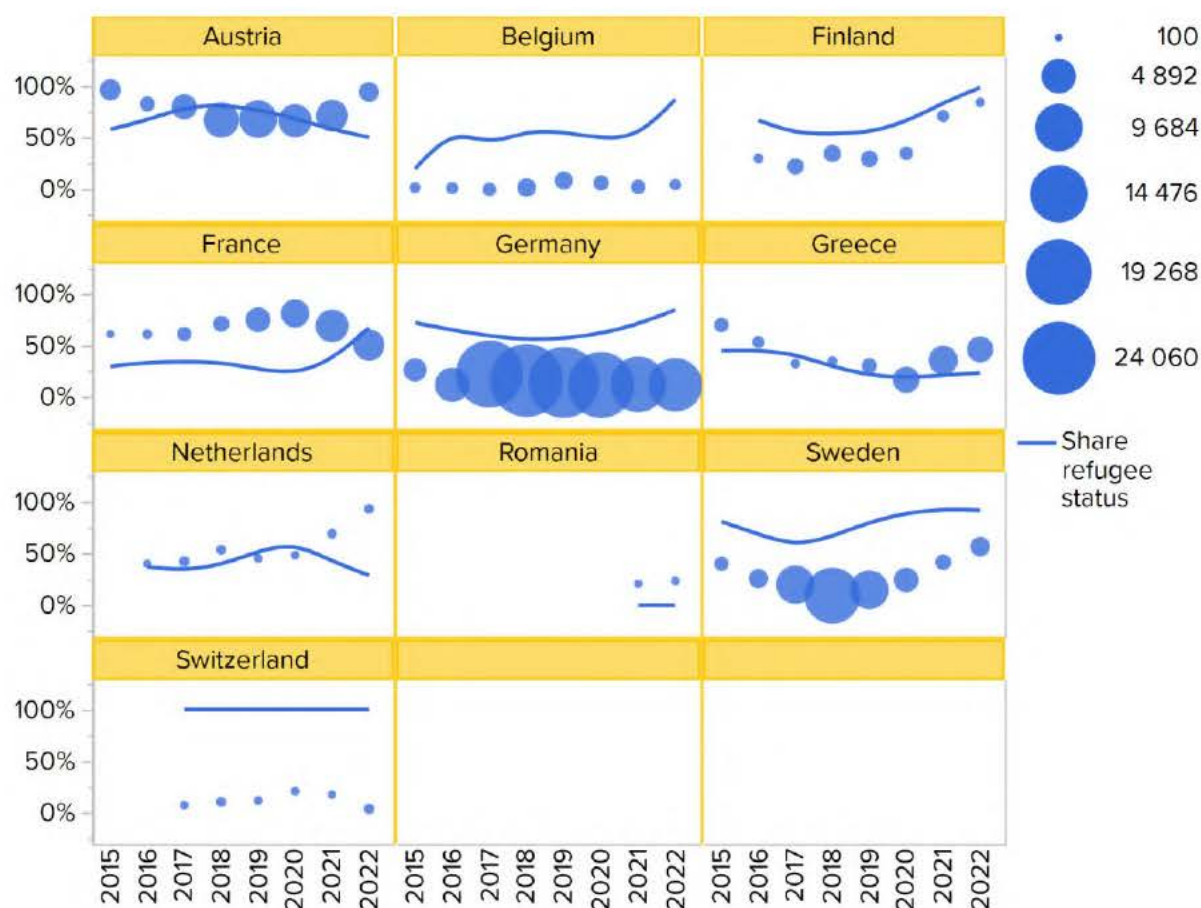 Austria Belgium Finland
100%
50%
0%
France Germany Greece
100%
50%
0%
Netherlands Romania Sweden
100%
50%
0%
Switzerland
100%
50%
0%
2015 2016 2017 2018 2019 2020 2021 2022 2015 2016 2017 2018 2019 2020 2021 2022 2015 2016 2017 2018 2019 2020 2021 2022
100
4 892
9 684
14 476
19 268
24 060
Share
refugee
status